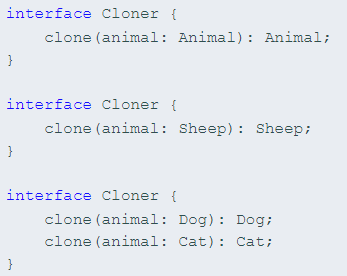 interface Cloner {
    clone(animal: Animal): Animal;
}

interface Cloner {
    clone(animal: Sheep): Sheep;
}

interface Cloner {
    clone(animal: Dog): Dog;
    clone(animal: Cat): Cat;
}